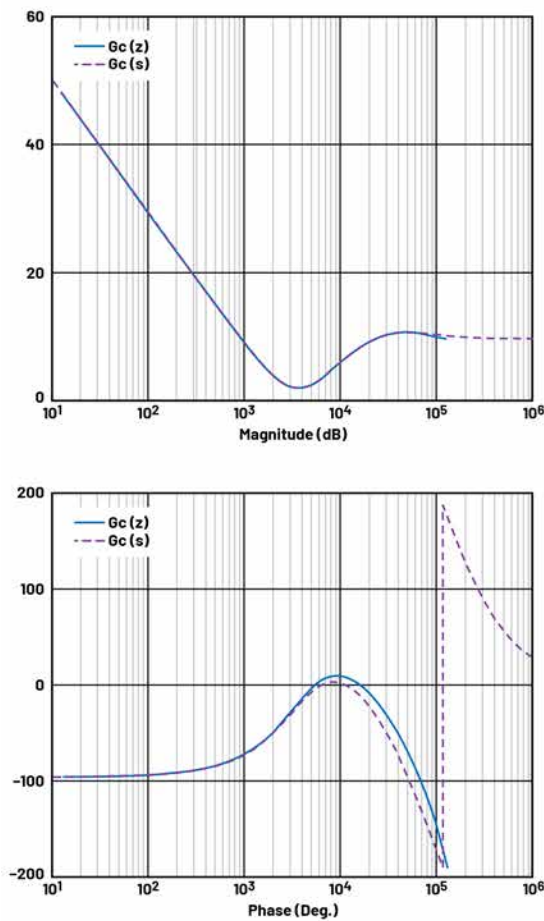 60
Gc (z)
Gc (s)
40
20
0
10¹ 10² 10³ 10⁴ 10⁵ 10⁶
Magnitude (dB)
200
Gc (z)
Gc (s)
100
0
–100
–200
10¹ 10² 10³ 10⁴ 10⁵ 10⁶
Phase (Deg.)